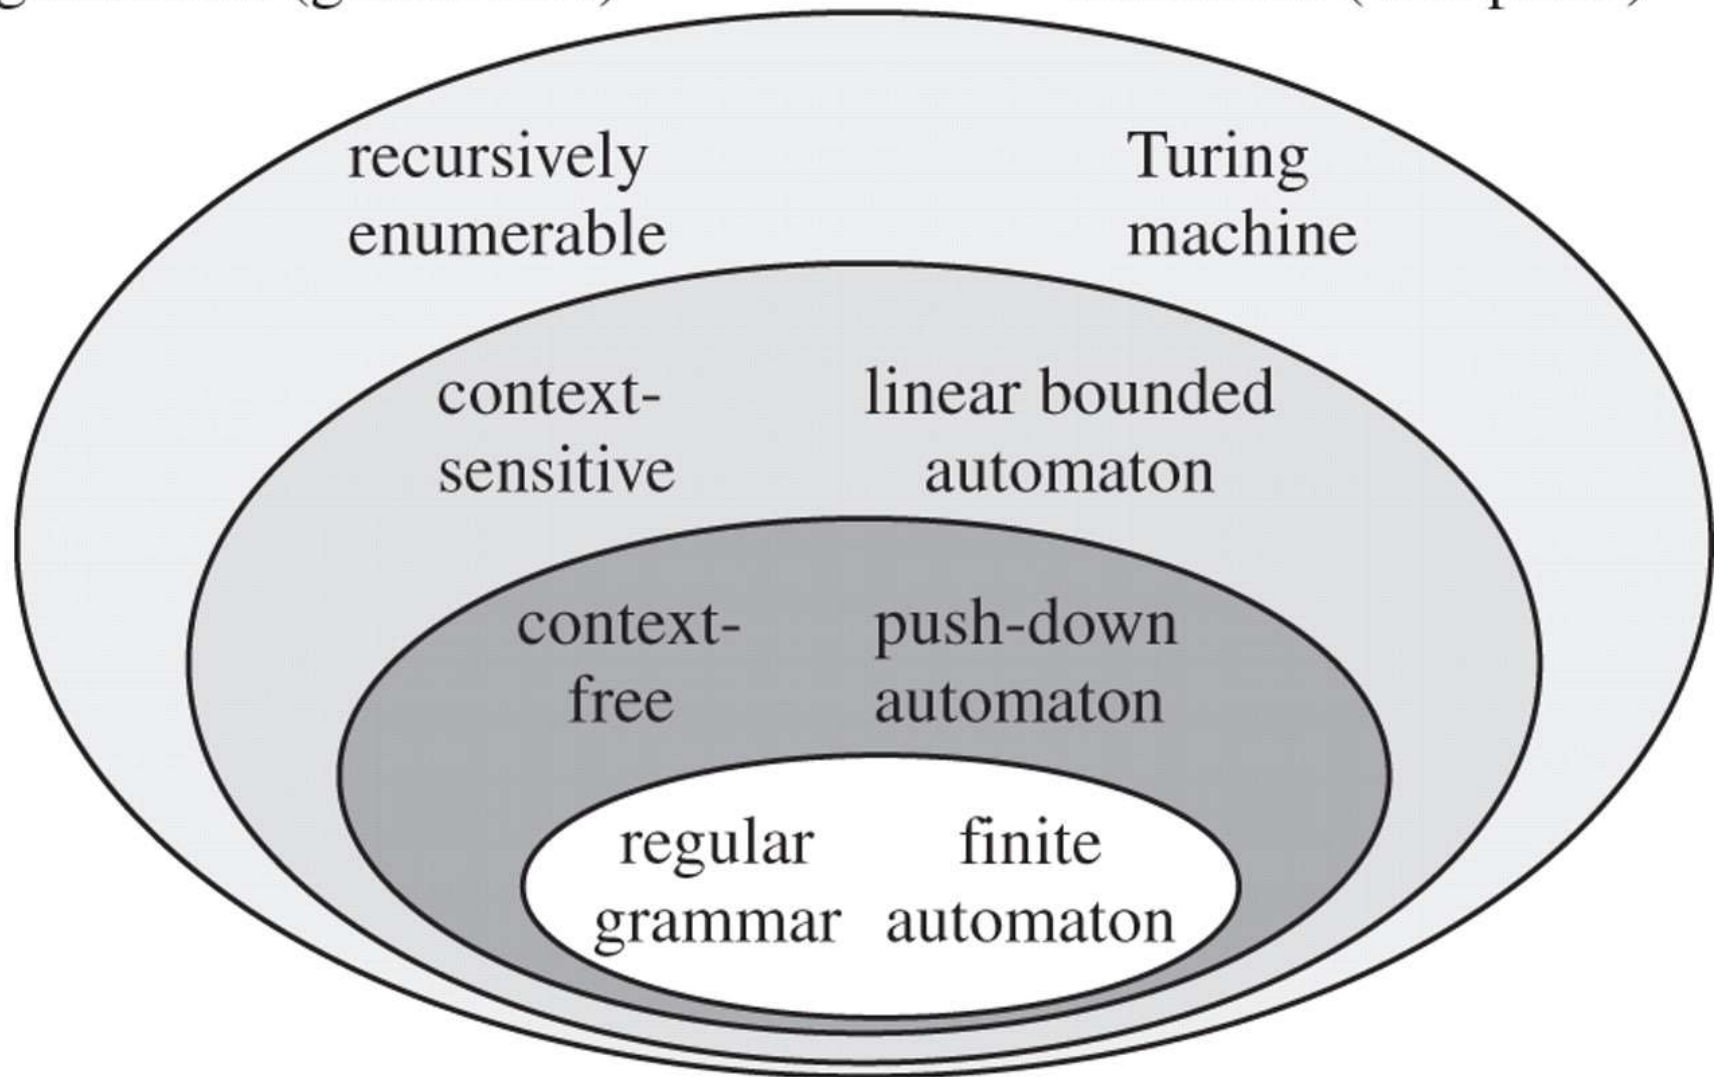 recursively
enumerable
Turing
machine
context-
sensitive
linear bounded
automaton
context-
free
push-down
automaton
regular
grammar
finite
automaton